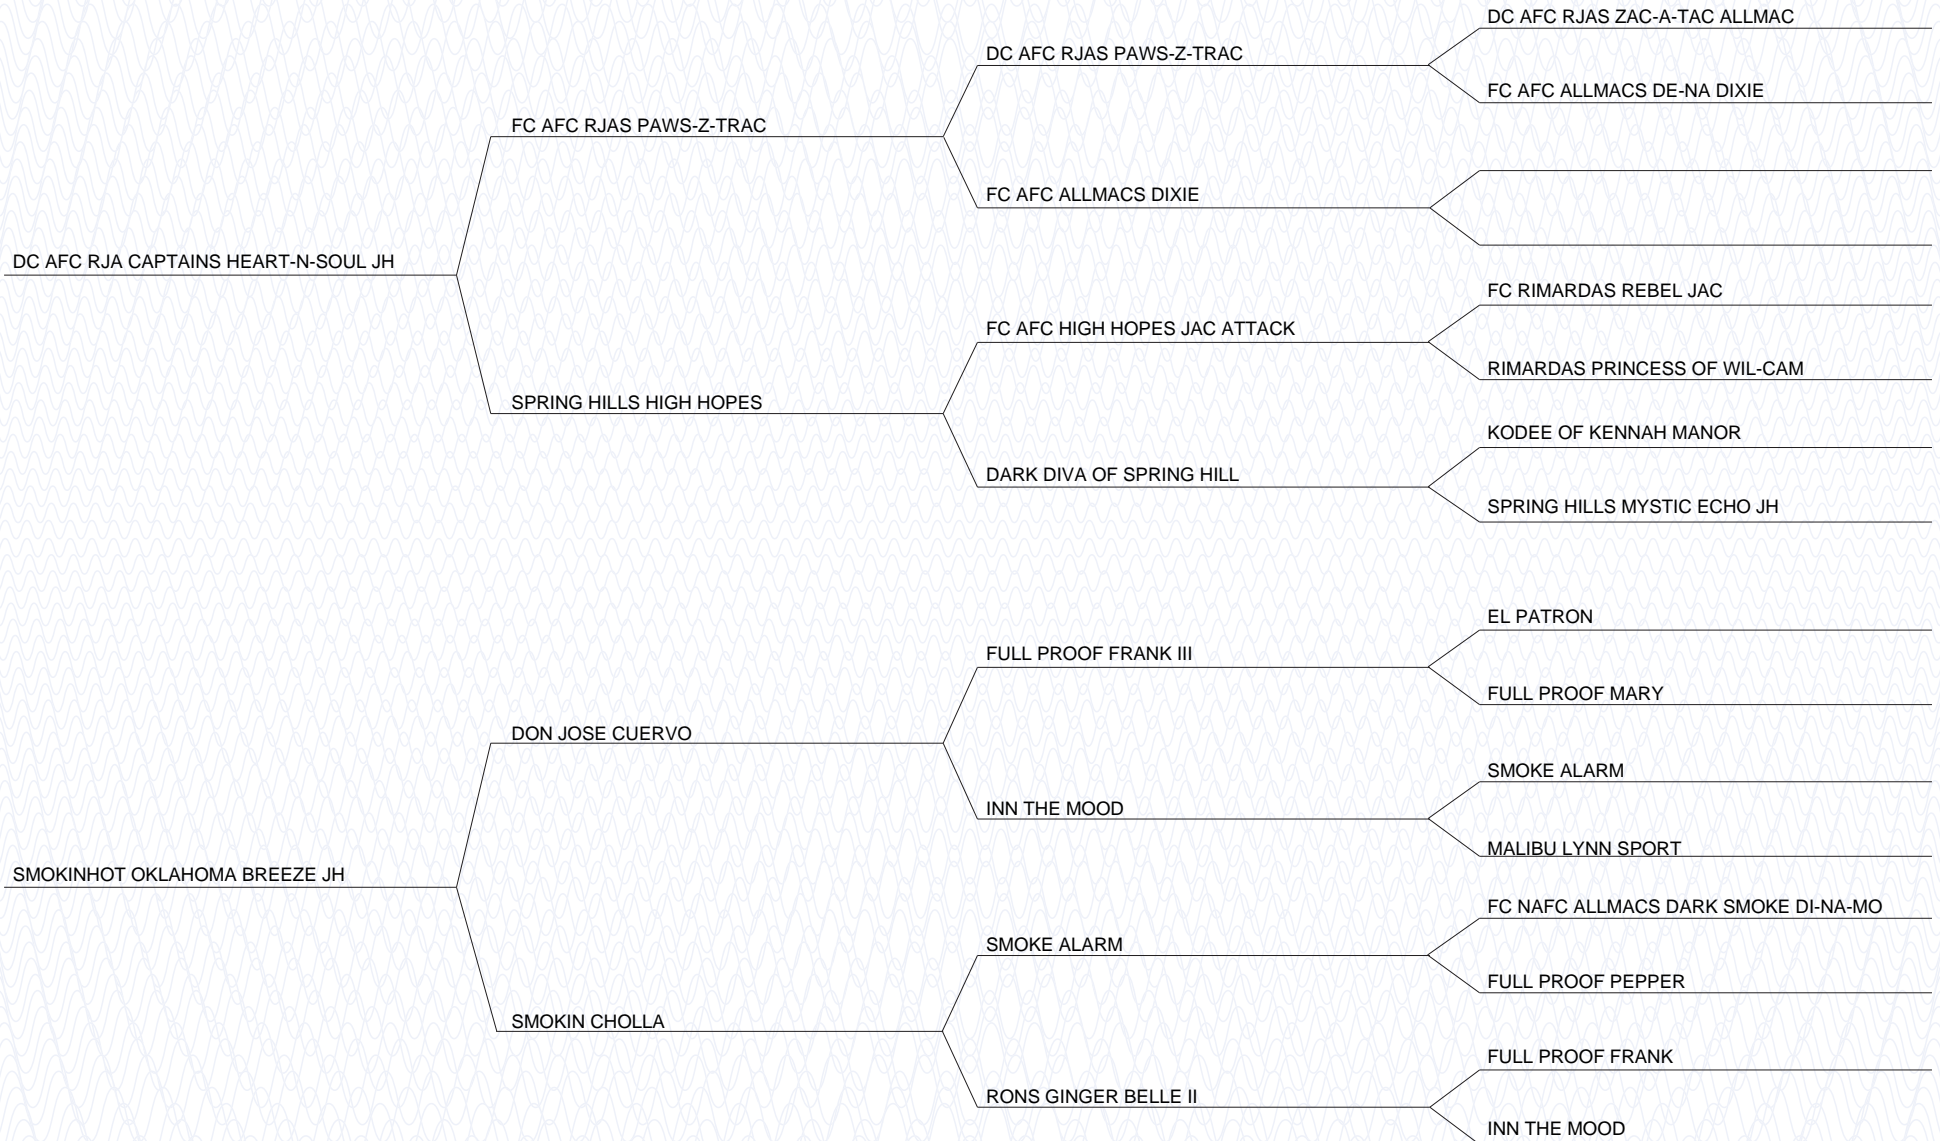 DC AFC RJAS ZAC-A-TAC ALLMAC
DC AFC RJAS PAWS-Z-TRAC
FC AFC ALLMACS DE-NA DIXIE
FC AFC RJAS PAWS-Z-TRAC
FC AFC ALLMACS DIXIE
DC AFC RJA CAPTAINS HEART-N-SOUL JH
FC RIMARDAS REBEL JAC
FC AFC HIGH HOPES JAC ATTACK
RIMARDAS PRINCESS OF WIL-CAM
SPRING HILLS HIGH HOPES
KODEE OF KENNAH MANOR
DARK DIVA OF SPRING HILL
SPRING HILLS MYSTIC ECHO JH
EL PATRON
FULL PROOF FRANK III
FULL PROOF MARY
DON JOSE CUERVO
SMOKE ALARM
INN THE MOOD
MALIBU LYNN SPORT
SMOKINHOT OKLAHOMA BREEZE JH
FC NAFC ALLMACS DARK SMOKE DI-NA-MO
SMOKE ALARM
FULL PROOF PEPPER
SMOKIN CHOLLA
FULL PROOF FRANK
RONS GINGER BELLE II
INN THE MOOD